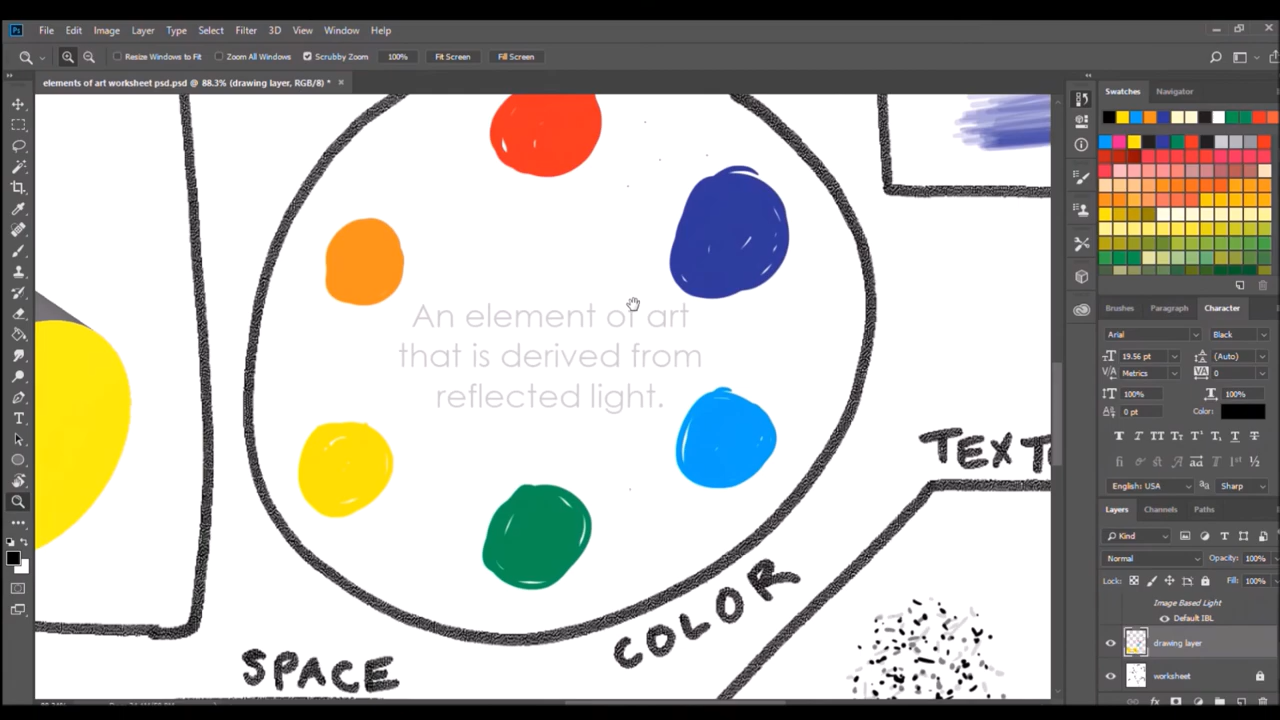 Ps File Edit Image Layer Type Select Filter 3D View Window Help
Resize Windows to Fit Zoom All Windows Scrubby Zoom 100% Fit Screen Fill Screen
elements of art worksheet psd.psd @ 88.3% (drawing layer, RGB/8) * ×
Swatches Navigator
An element of art
that is derived from
reflected light.
COLOR
SPACE
TEXT
Brushes Paragraph Character
Arial Black
19.56 pt (Auto)
Metrics 0
100% 100%
0 pt Color:
English: USA Sharp
Layers Channels Paths
Kind
Normal Opacity: 100%
Lock: Fill: 100%
Image Based Light
Default IBL
drawing layer
worksheet